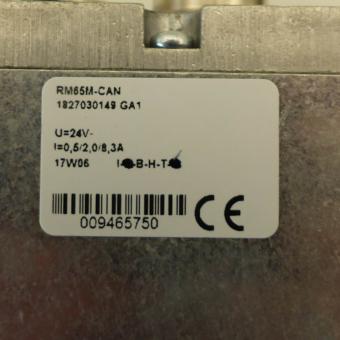 RM65M-CAN
1827030149 GA1
U=24V-
I=0,5/2,0/8,3A
17W06 B-H-T-
009465750
CE